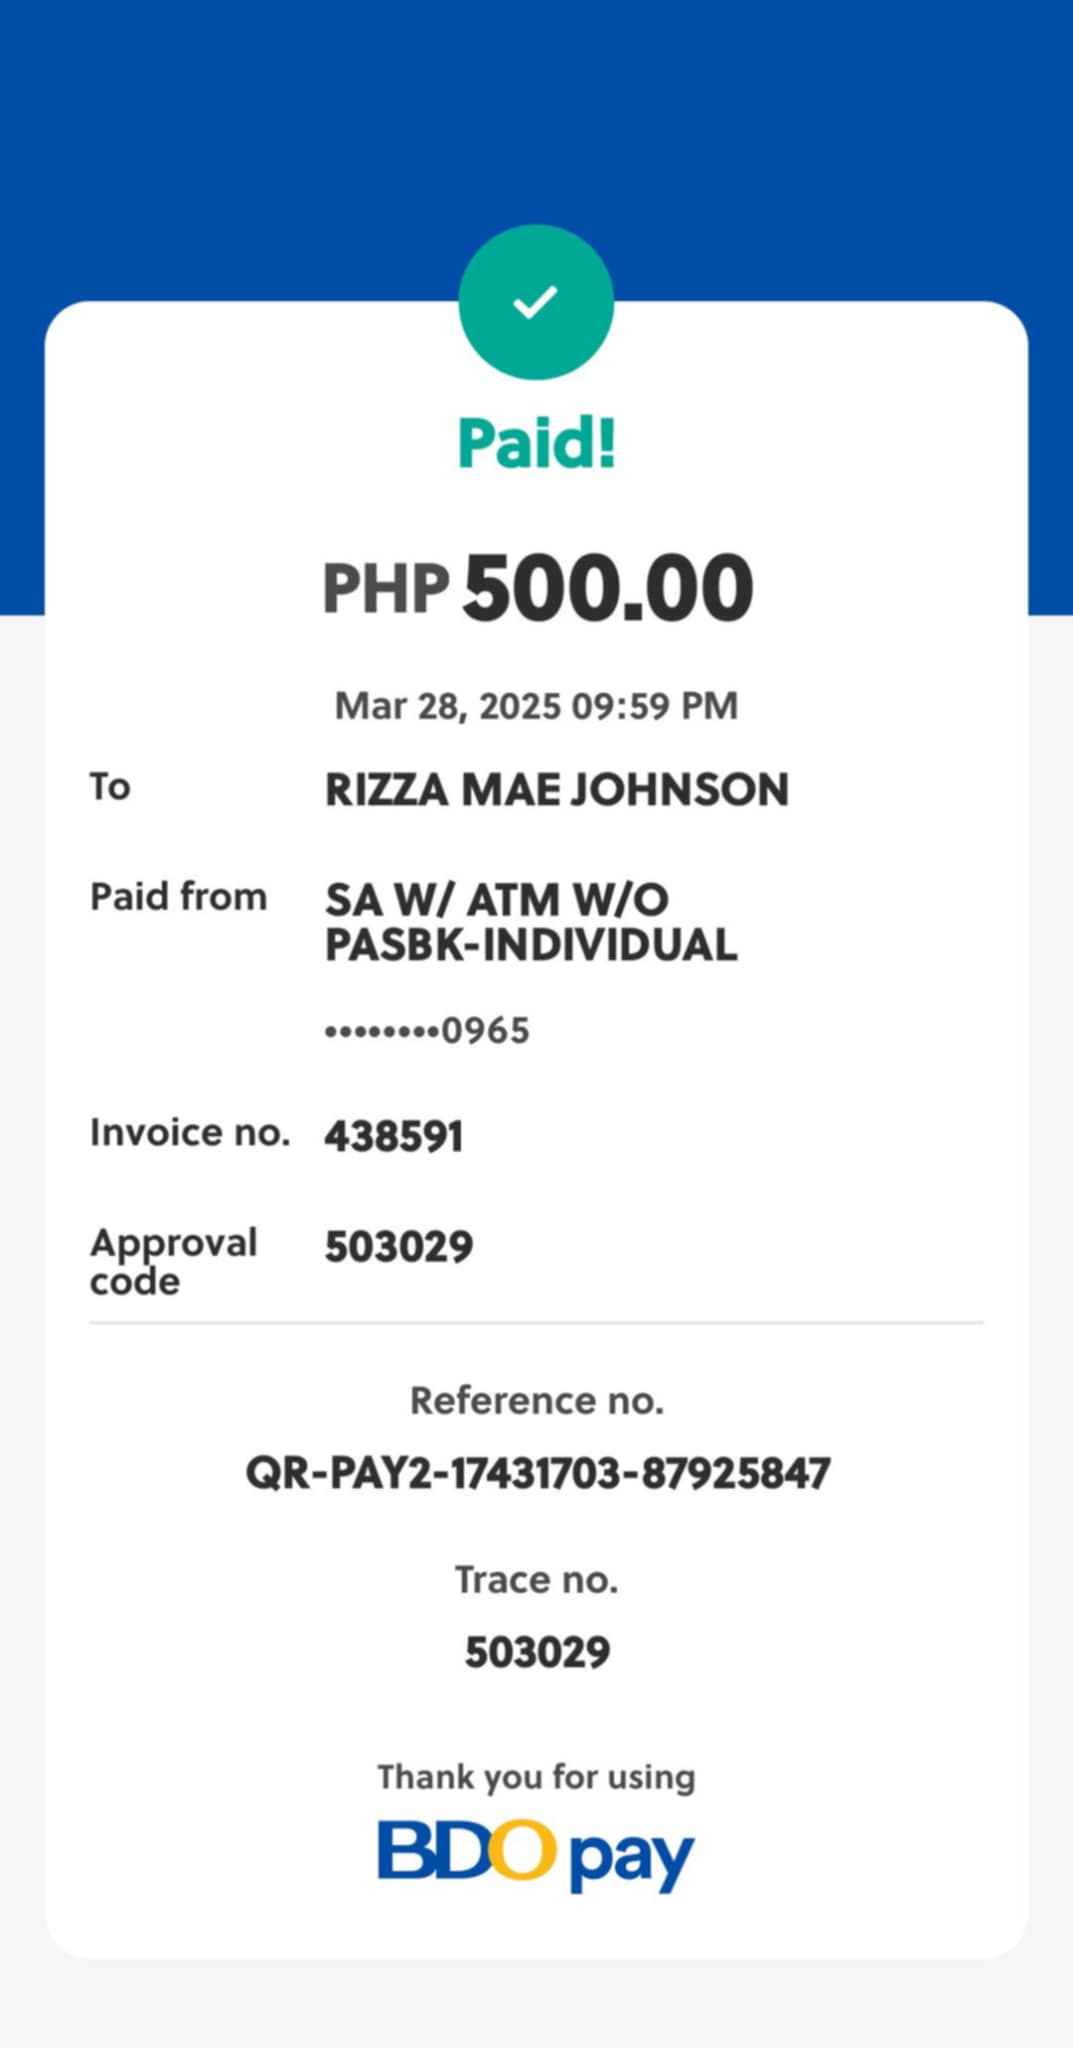 Paid!
PHP 500.00
Mar 28, 2025 09:59 PM
To RIZZA MAE JOHNSON
Paid from SA W/ ATM W/O
PASBK-INDIVIDUAL
••••••••0965
Invoice no. 438591
Approval 503029
code
Reference no.
QR-PAY2-17431703-87925847
Trace no.
503029
Thank you for using
BDO pay